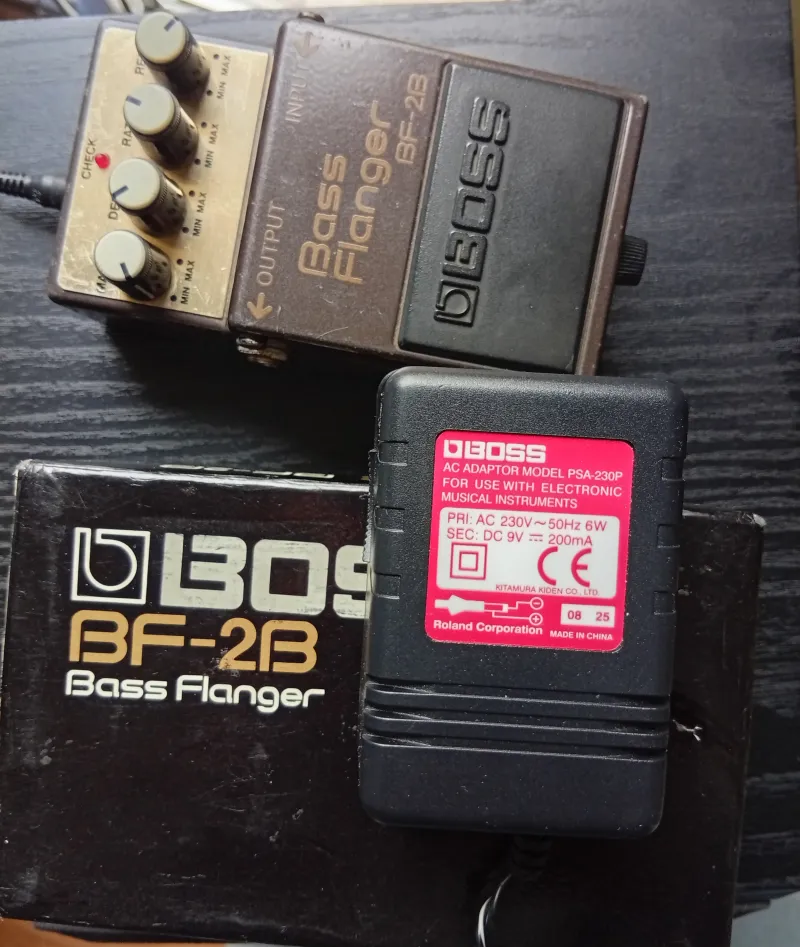 CHECK
MIN MAX
MIN MAX
MIN MAX
MIN MAX
INPUT
OUTPUT
Bass
Flanger
BF-2B
BOSS
BOSS
AC ADAPTOR MODEL PSA-230P
FOR USE WITH ELECTRONIC
MUSICAL INSTRUMENTS
PRI: AC 230V~50Hz 6W
SEC: DC 9V ⎓ 200mA
CE
KITAMURA KIDEN CO., LTD.
08 25
Roland Corporation MADE IN CHINA
BOS
BF-2B
Bass Flanger